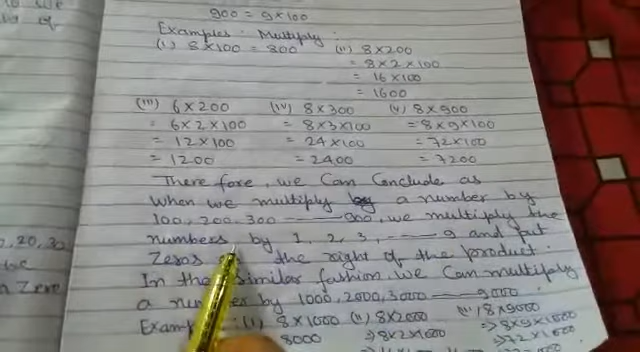 900 = 9×100
Examples: Multiply:
(i) 8×100 = 800 (ii) 8×200
= 8×2×100
= 16×100
= 1600
(iii) 6×200 (iv) 8×300 (v) 8×900
= 6×2×100 = 8×3×100 = 8×9×100
= 12×100 = 24×100 = 72×100
= 1200 = 2400 = 7200
Therefore, we can conclude as
when we multiply a number by
100, 200, 300 —— 900, we multiply the
numbers by 1, 2, 3, —— 9 and put
zeros the right of the product.
In the similar fashion, we can multiply
a by 1000, 2000, 3000 —— 9000.
(i) 8×1000 (ii) 8×2000 (iii) 8×9000
8000 ⇒ 8×2×1000 ⇒ 8×9×1000
⇒ 72×1000